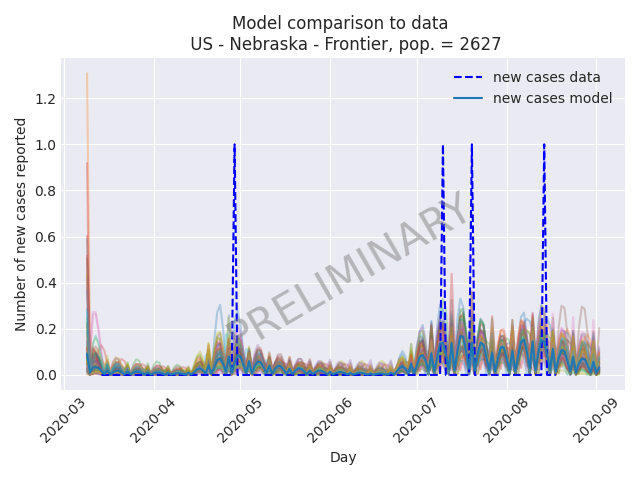 Model comparison to data
US - Nebraska - Frontier, pop. = 2627
new cases data
new cases model
1.2
1.0
0.8
0.6
0.4
0.2
0.0
Number of new cases reported
PRELIMINARY
2020-03
2020-04
2020-05
2020-06
2020-07
2020-08
2020-09
Day